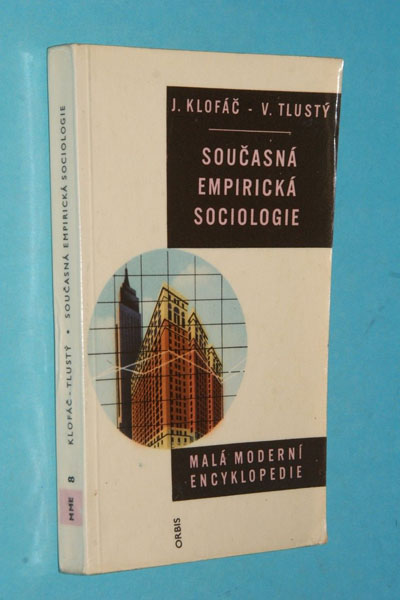 J. KLOFÁČ - V. TLUSTÝ
SOUČASNÁ
EMPIRICKÁ
SOCIOLOGIE
MALÁ MODERNÍ
ENCYKLOPEDIE
ORBIS
MME 8 KLOFÁČ - TLUSTÝ • SOUČASNÁ EMPIRICKÁ SOCIOLOGIE